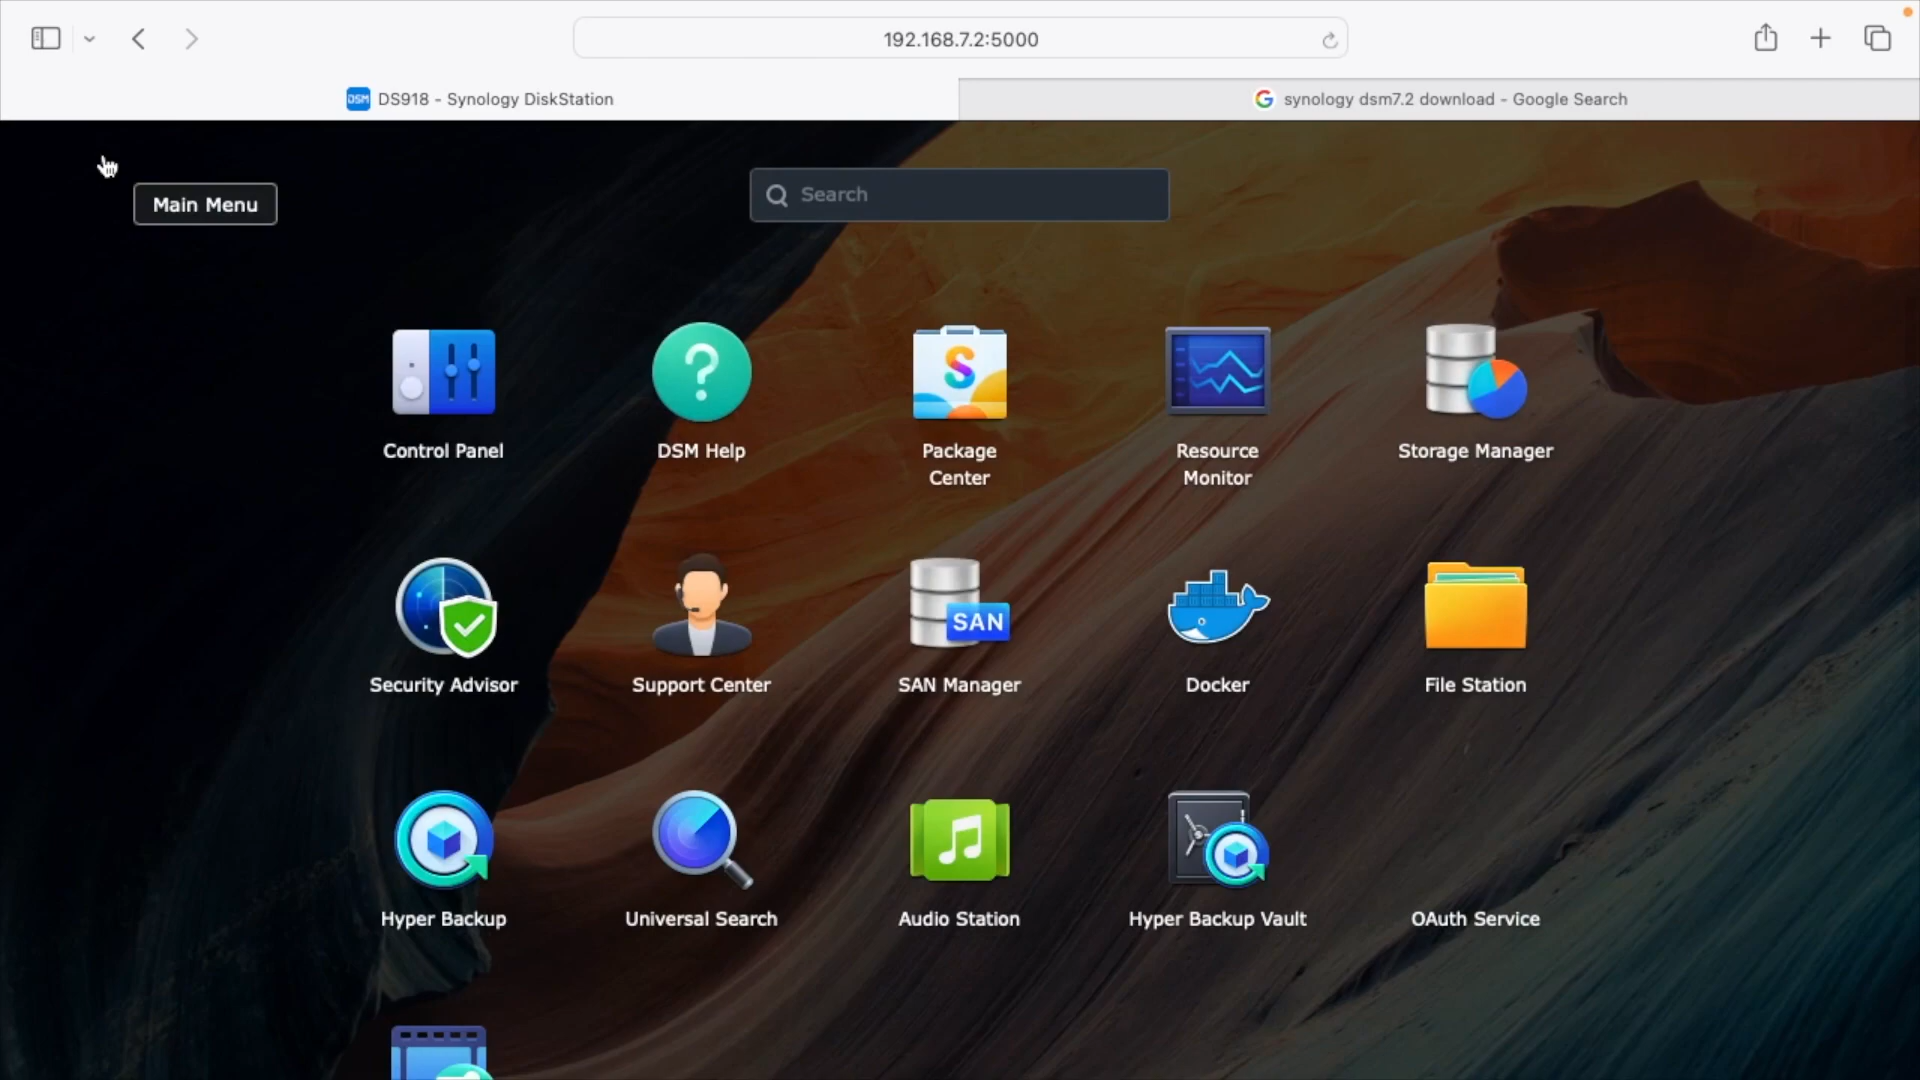 192.168.7.2:5000
DSM DS918 - Synology DiskStation
synology dsm7.2 download - Google Search
Main Menu
Search
Control Panel
DSM Help
Package
Center
Resource
Monitor
Storage Manager
Security Advisor
Support Center
SAN
SAN Manager
Docker
File Station
Hyper Backup
Universal Search
Audio Station
Hyper Backup Vault
OAuth Service